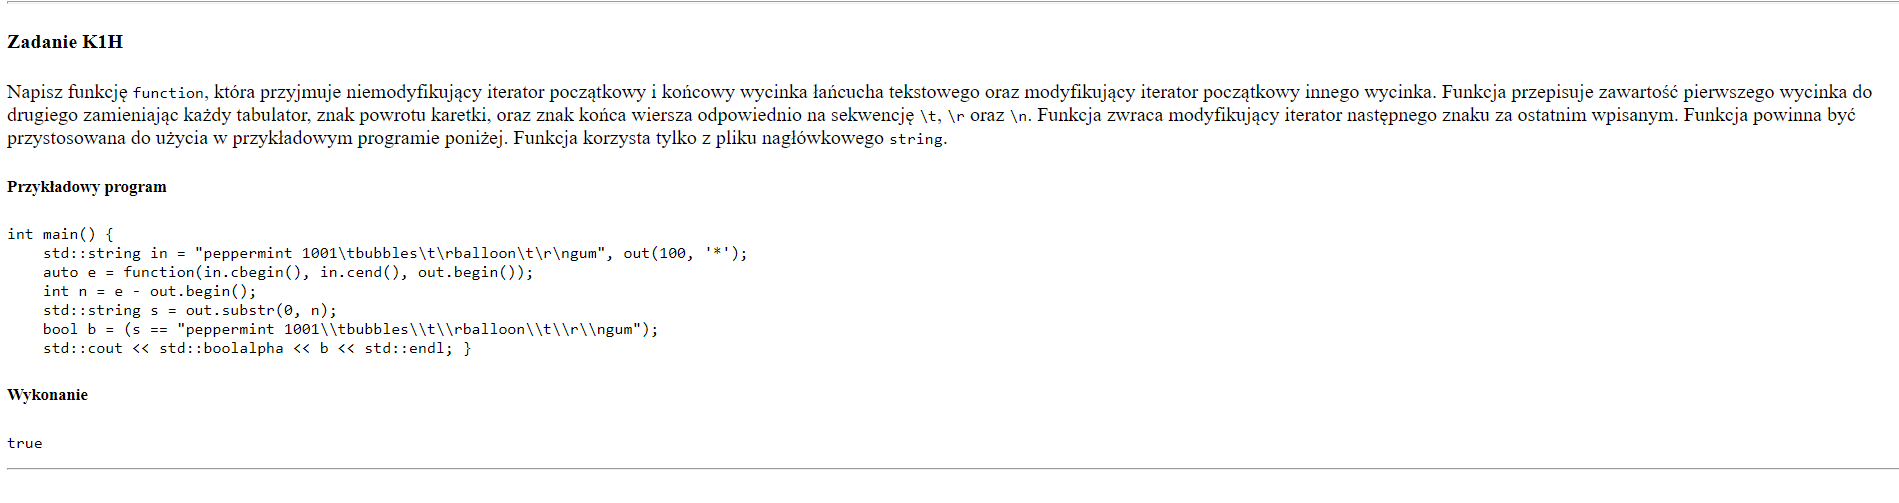 Zadanie K1H
Napisz funkcję function, która przyjmuje niemodyfikujący iterator początkowy i końcowy wycinka łańcucha tekstowego oraz modyfikujący iterator początkowy innego wycinka. Funkcja przepisuje zawartość pierwszego wycinka do
drugiego zamieniając każdy tabulator, znak powrotu karetki, oraz znak końca wiersza odpowiednio na sekwencję \t, \r oraz \n. Funkcja zwraca modyfikujący iterator następnego znaku za ostatnim wpisanym. Funkcja powinna być
przystosowana do użycia w przykładowym programie poniżej. Funkcja korzysta tylko z pliku nagłówkowego string.
Przykładowy program
int main() {
    std::string in = "peppermint 1001\tbubbles\t\rballoon\t\r\ngum", out(100, '*');
    auto e = function(in.cbegin(), in.cend(), out.begin());
    int n = e - out.begin();
    std::string s = out.substr(0, n);
    bool b = (s == "peppermint 1001\\tbubbles\\t\\rballoon\\t\\r\\ngum");
    std::cout << std::boolalpha << b << std::endl; }
Wykonanie
true